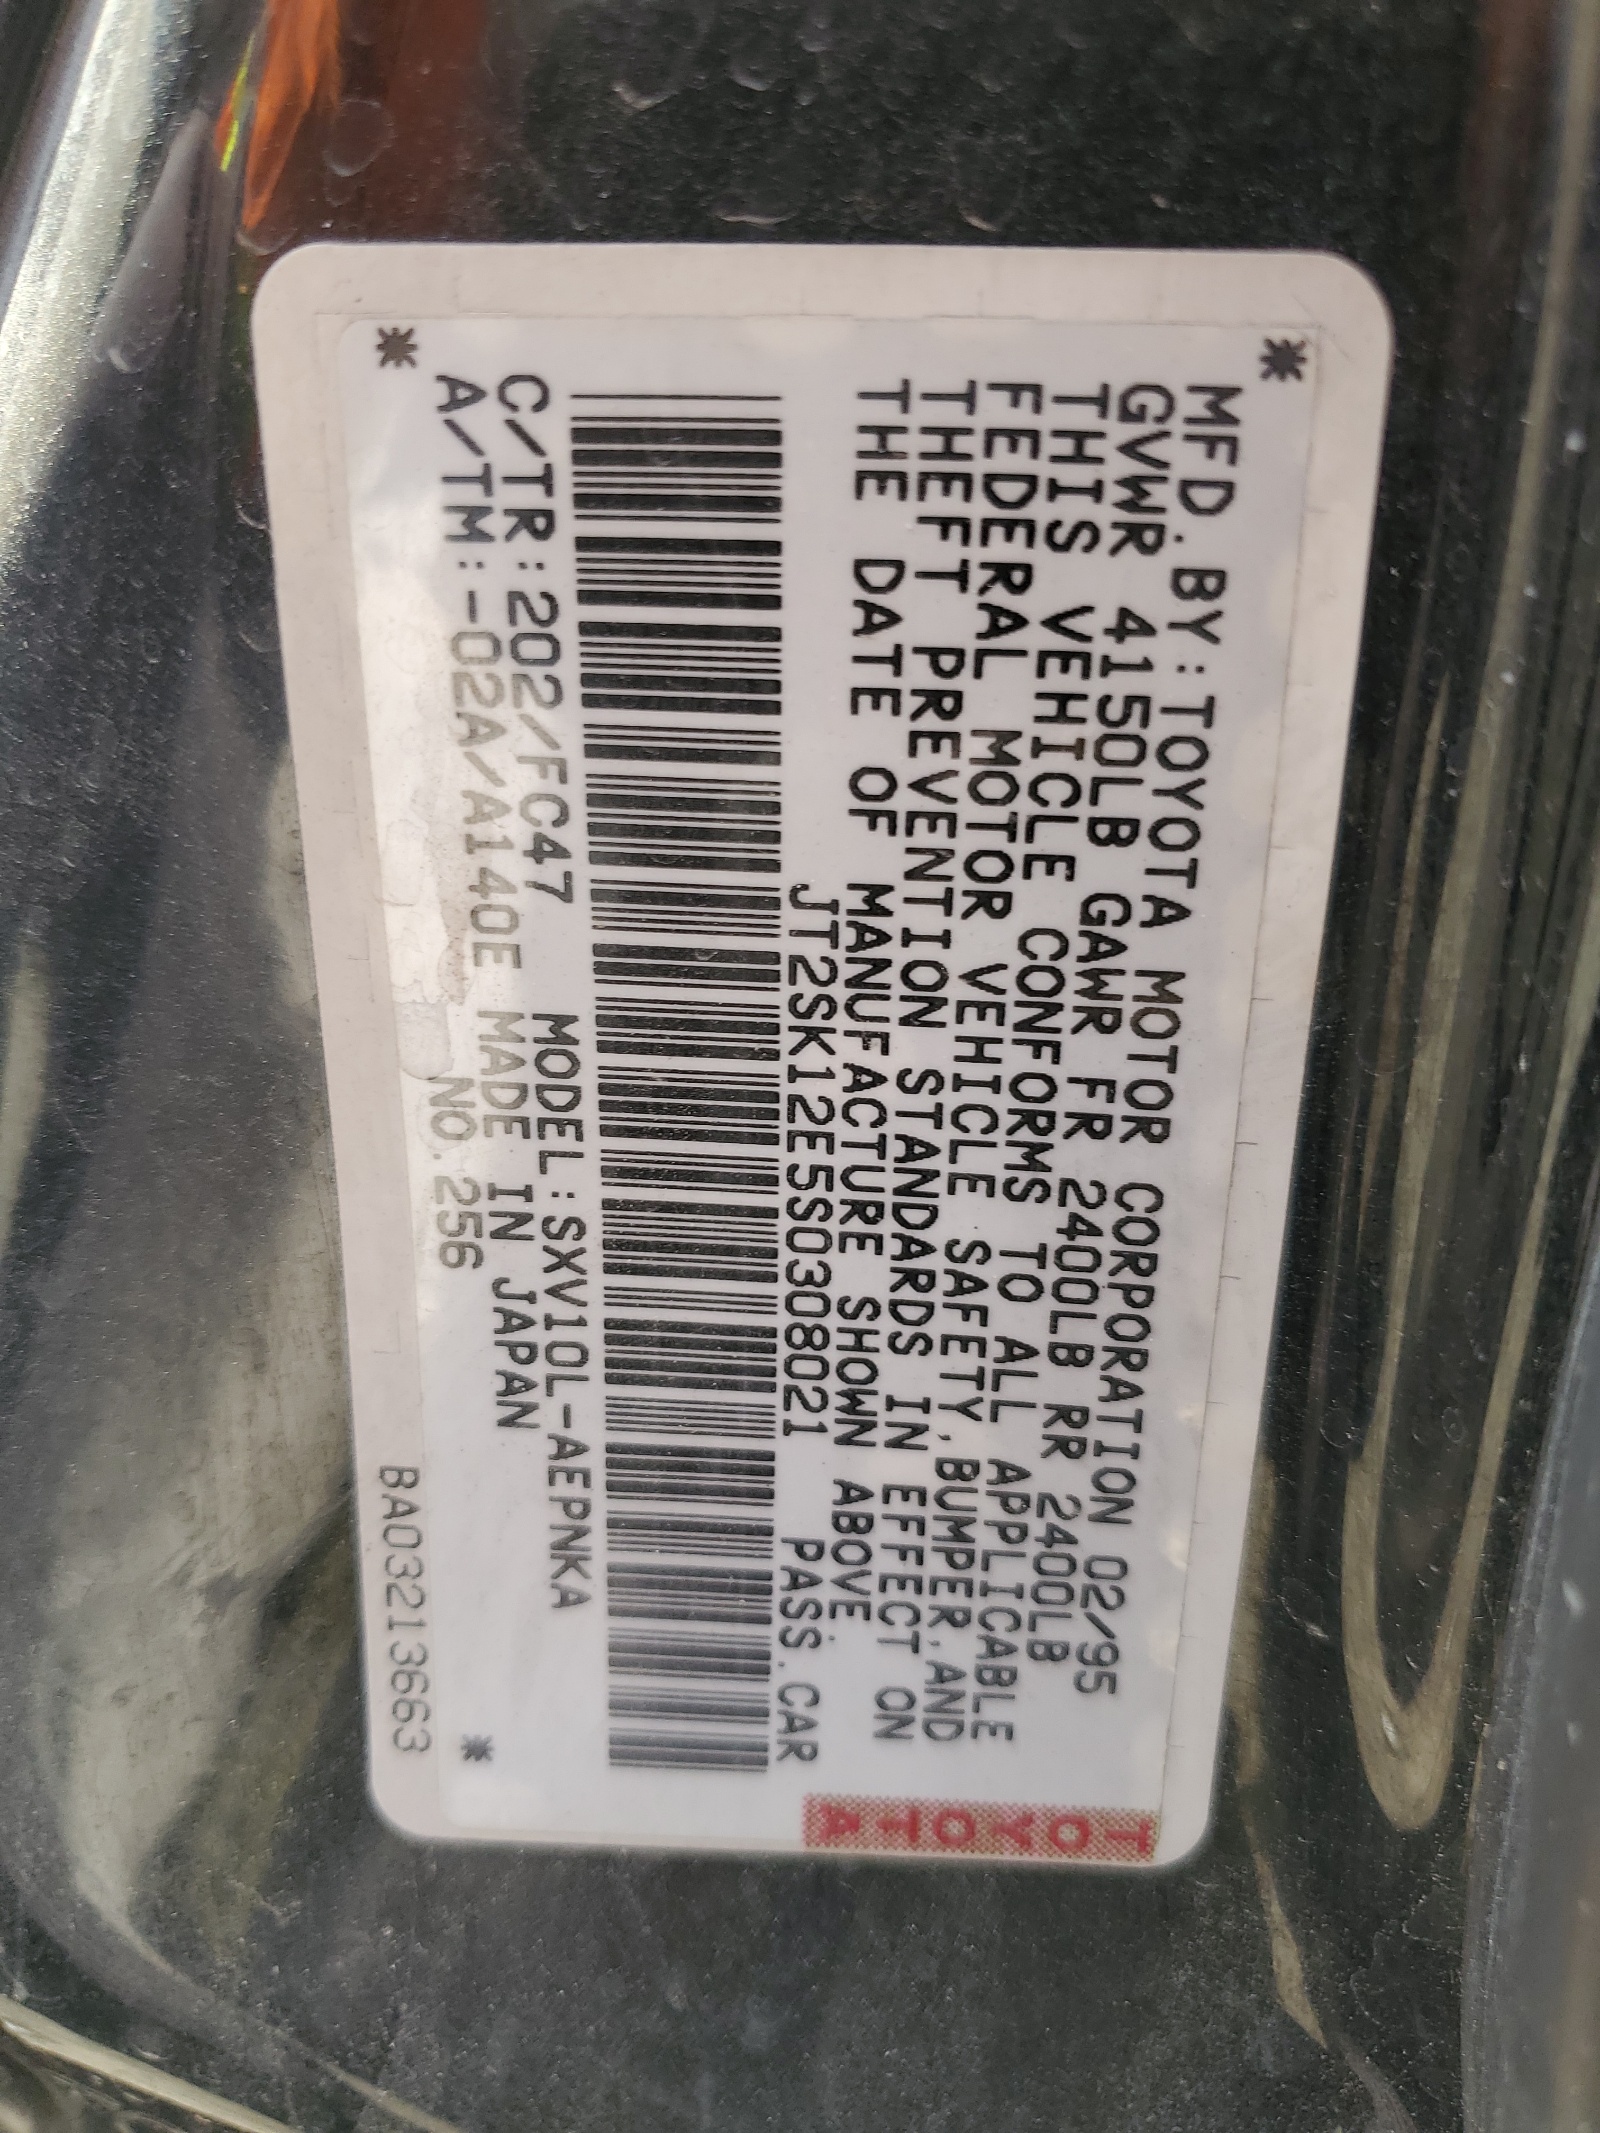 MFD.BY:TOYOTA MOTOR CORPORATION 02/95
GVWR 4150LB GAWR FR 2400LB RR 2400LB
THIS VEHICLE CONFORMS TO ALL APPLICABLE
FEDERAL MOTOR VEHICLE SAFETY,BUMPER,AND
THEFT PREVENTION STANDARDS IN EFFECT ON
THE DATE OF MANUFACTURE SHOWN ABOVE.
JT2SK12E5S0308021 PASS.CAR
C/TR:202/FC47 MODEL:SXV10L-AEPNKA
A/TM:-02A/A140E MADE IN JAPAN
NO.256
BA03213663
TOYOTA